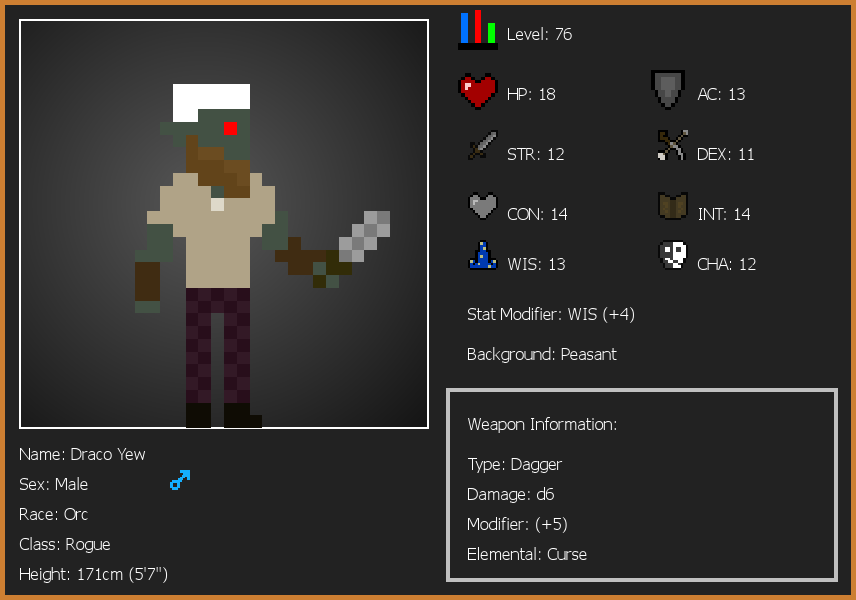 Level: 76
HP: 18
AC: 13
STR: 12
DEX: 11
CON: 14
INT: 14
WIS: 13
CHA: 12
Stat Modifier: WIS (+4)
Background: Peasant
Weapon Information:
Type: Dagger
Damage: d6
Modifier: (+5)
Elemental: Curse
Name: Draco Yew
Sex: Male
Race: Orc
Class: Rogue
Height: 171cm (5'7")